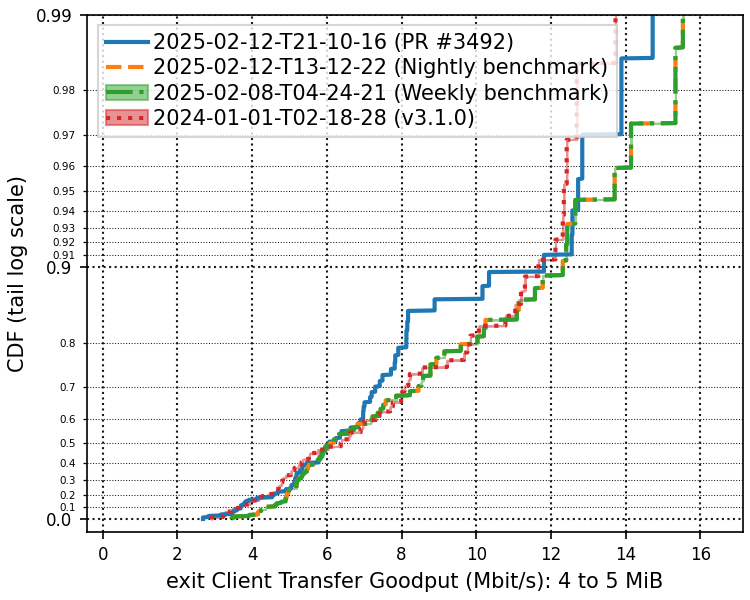 0.99
0.98
0.97
0.96
0.95
0.94
0.93
0.92
0.91
0.9
0.8
0.7
0.6
0.5
0.4
0.3
0.2
0.1
0.0
CDF (tail log scale)
2025-02-12-T21-10-16 (PR #3492)
2025-02-12-T13-12-22 (Nightly benchmark)
2025-02-08-T04-24-21 (Weekly benchmark)
2024-01-01-T02-18-28 (v3.1.0)
0 2 4 6 8 10 12 14 16
exit Client Transfer Goodput (Mbit/s): 4 to 5 MiB